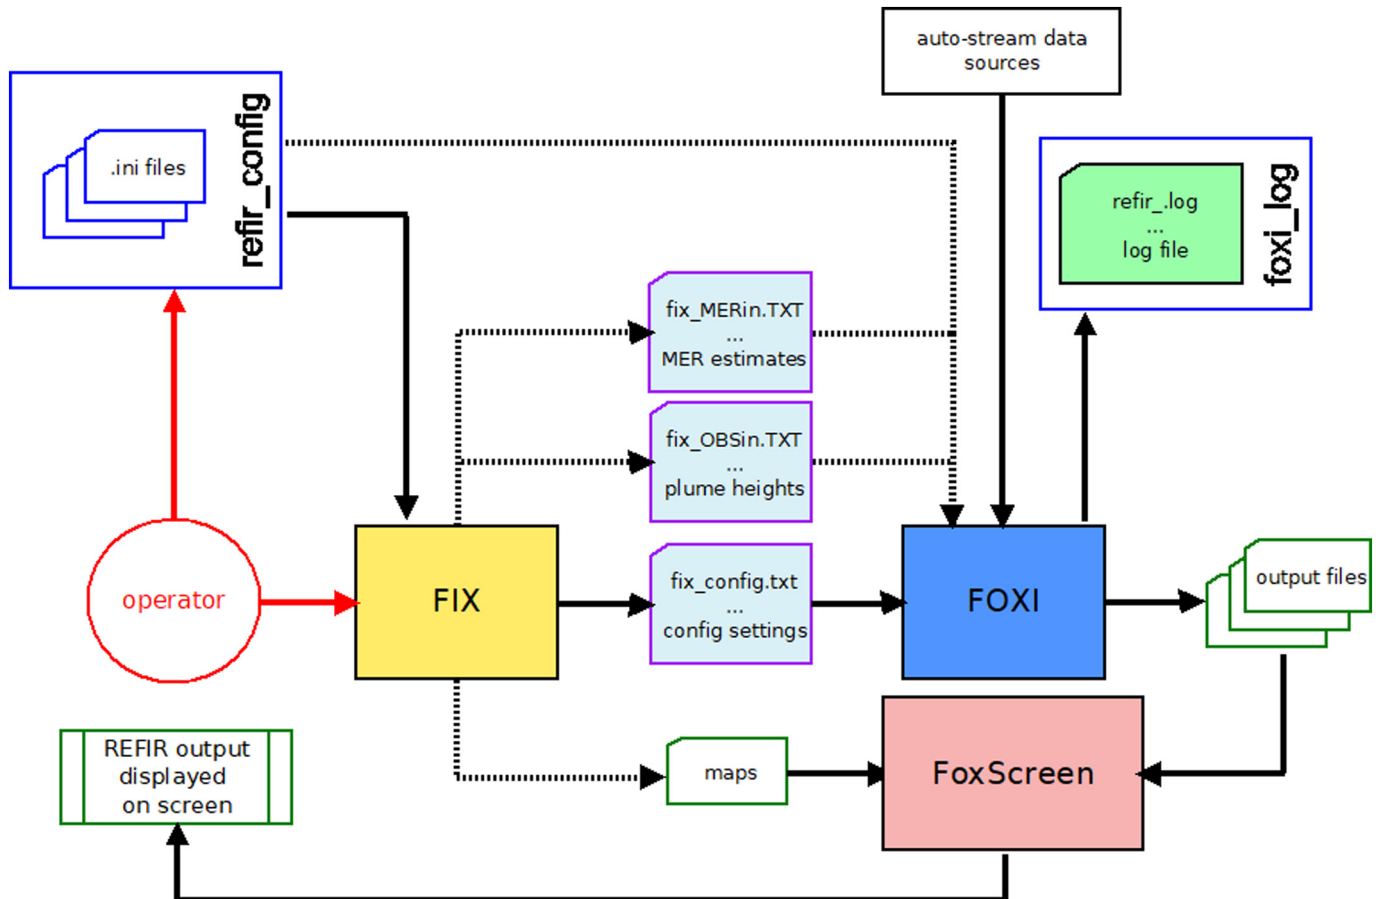 auto-stream data
sources
.ini files
refir_config
refir_.log
...
log file
foxi_log
fix_MERin.TXT
...
MER estimates
fix_OBSin.TXT
...
plume heights
operator
FIX
fix_config.txt
...
config settings
FOXI
output files
REFIR output
displayed
on screen
maps
FoxScreen